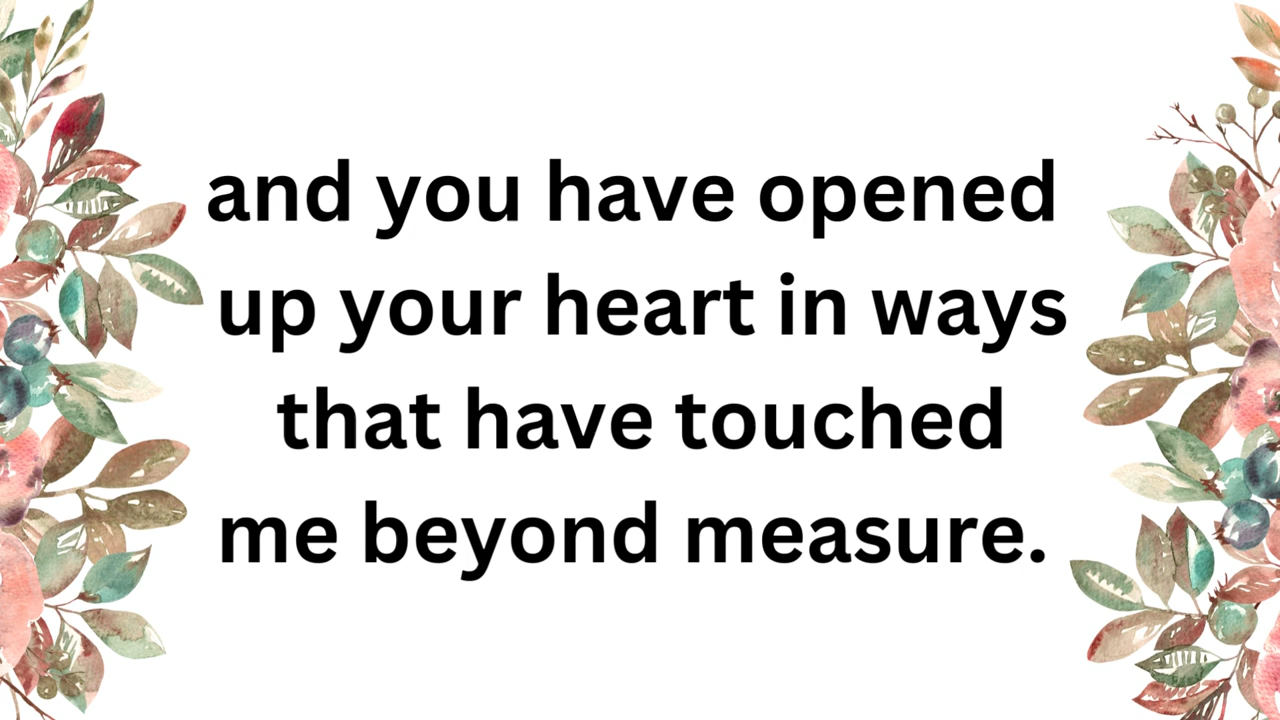 and you have opened
up your heart in ways
that have touched
me beyond measure.